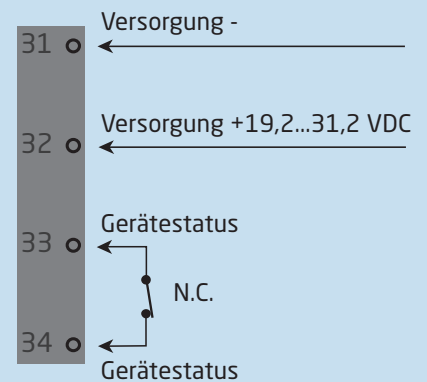 Versorgung -
31
Versorgung +19,2...31,2 VDC
32
Gerätestatus
33
N.C.
34
Gerätestatus